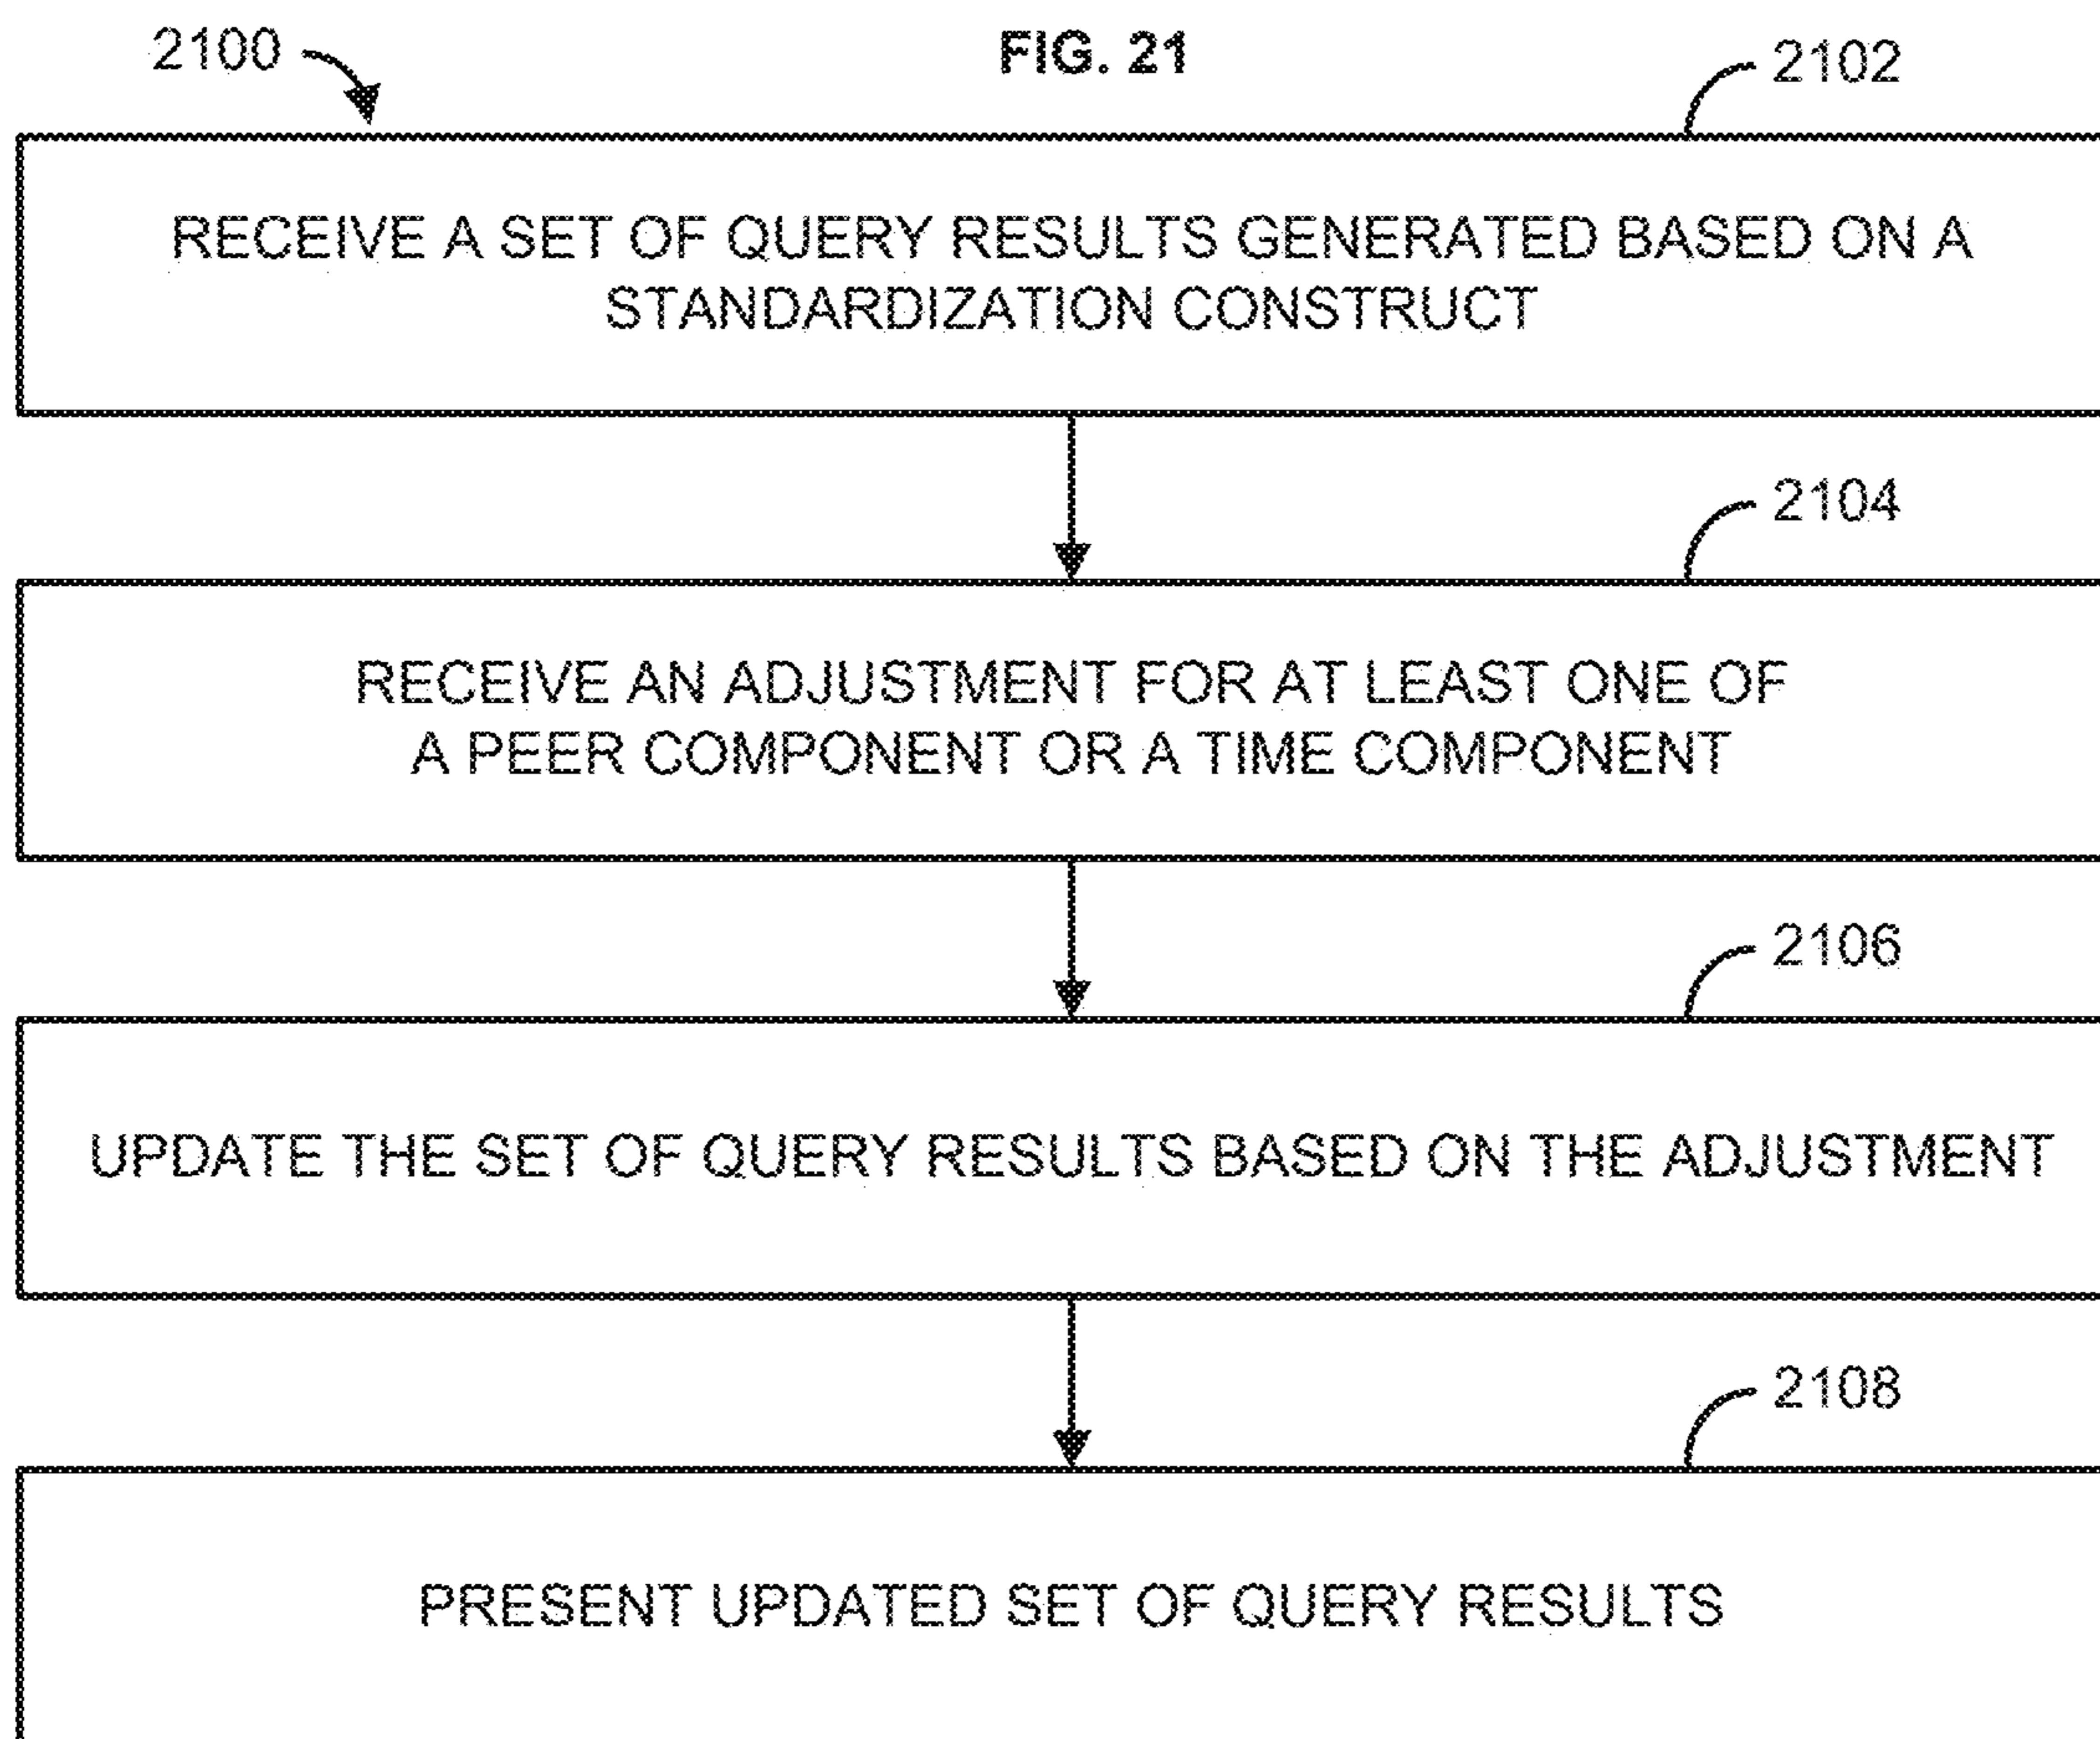 2100
FIG. 21
2102
RECEIVE A SET OF QUERY RESULTS GENERATED BASED ON A
STANDARDIZATION CONSTRUCT
2104
RECEIVE AN ADJUSTMENT FOR AT LEAST ONE OF
A PEER COMPONENT OR A TIME COMPONENT
2106
UPDATE THE SET OF QUERY RESULTS BASED ON THE ADJUSTMENT
2108
PRESENT UPDATED SET OF QUERY RESULTS